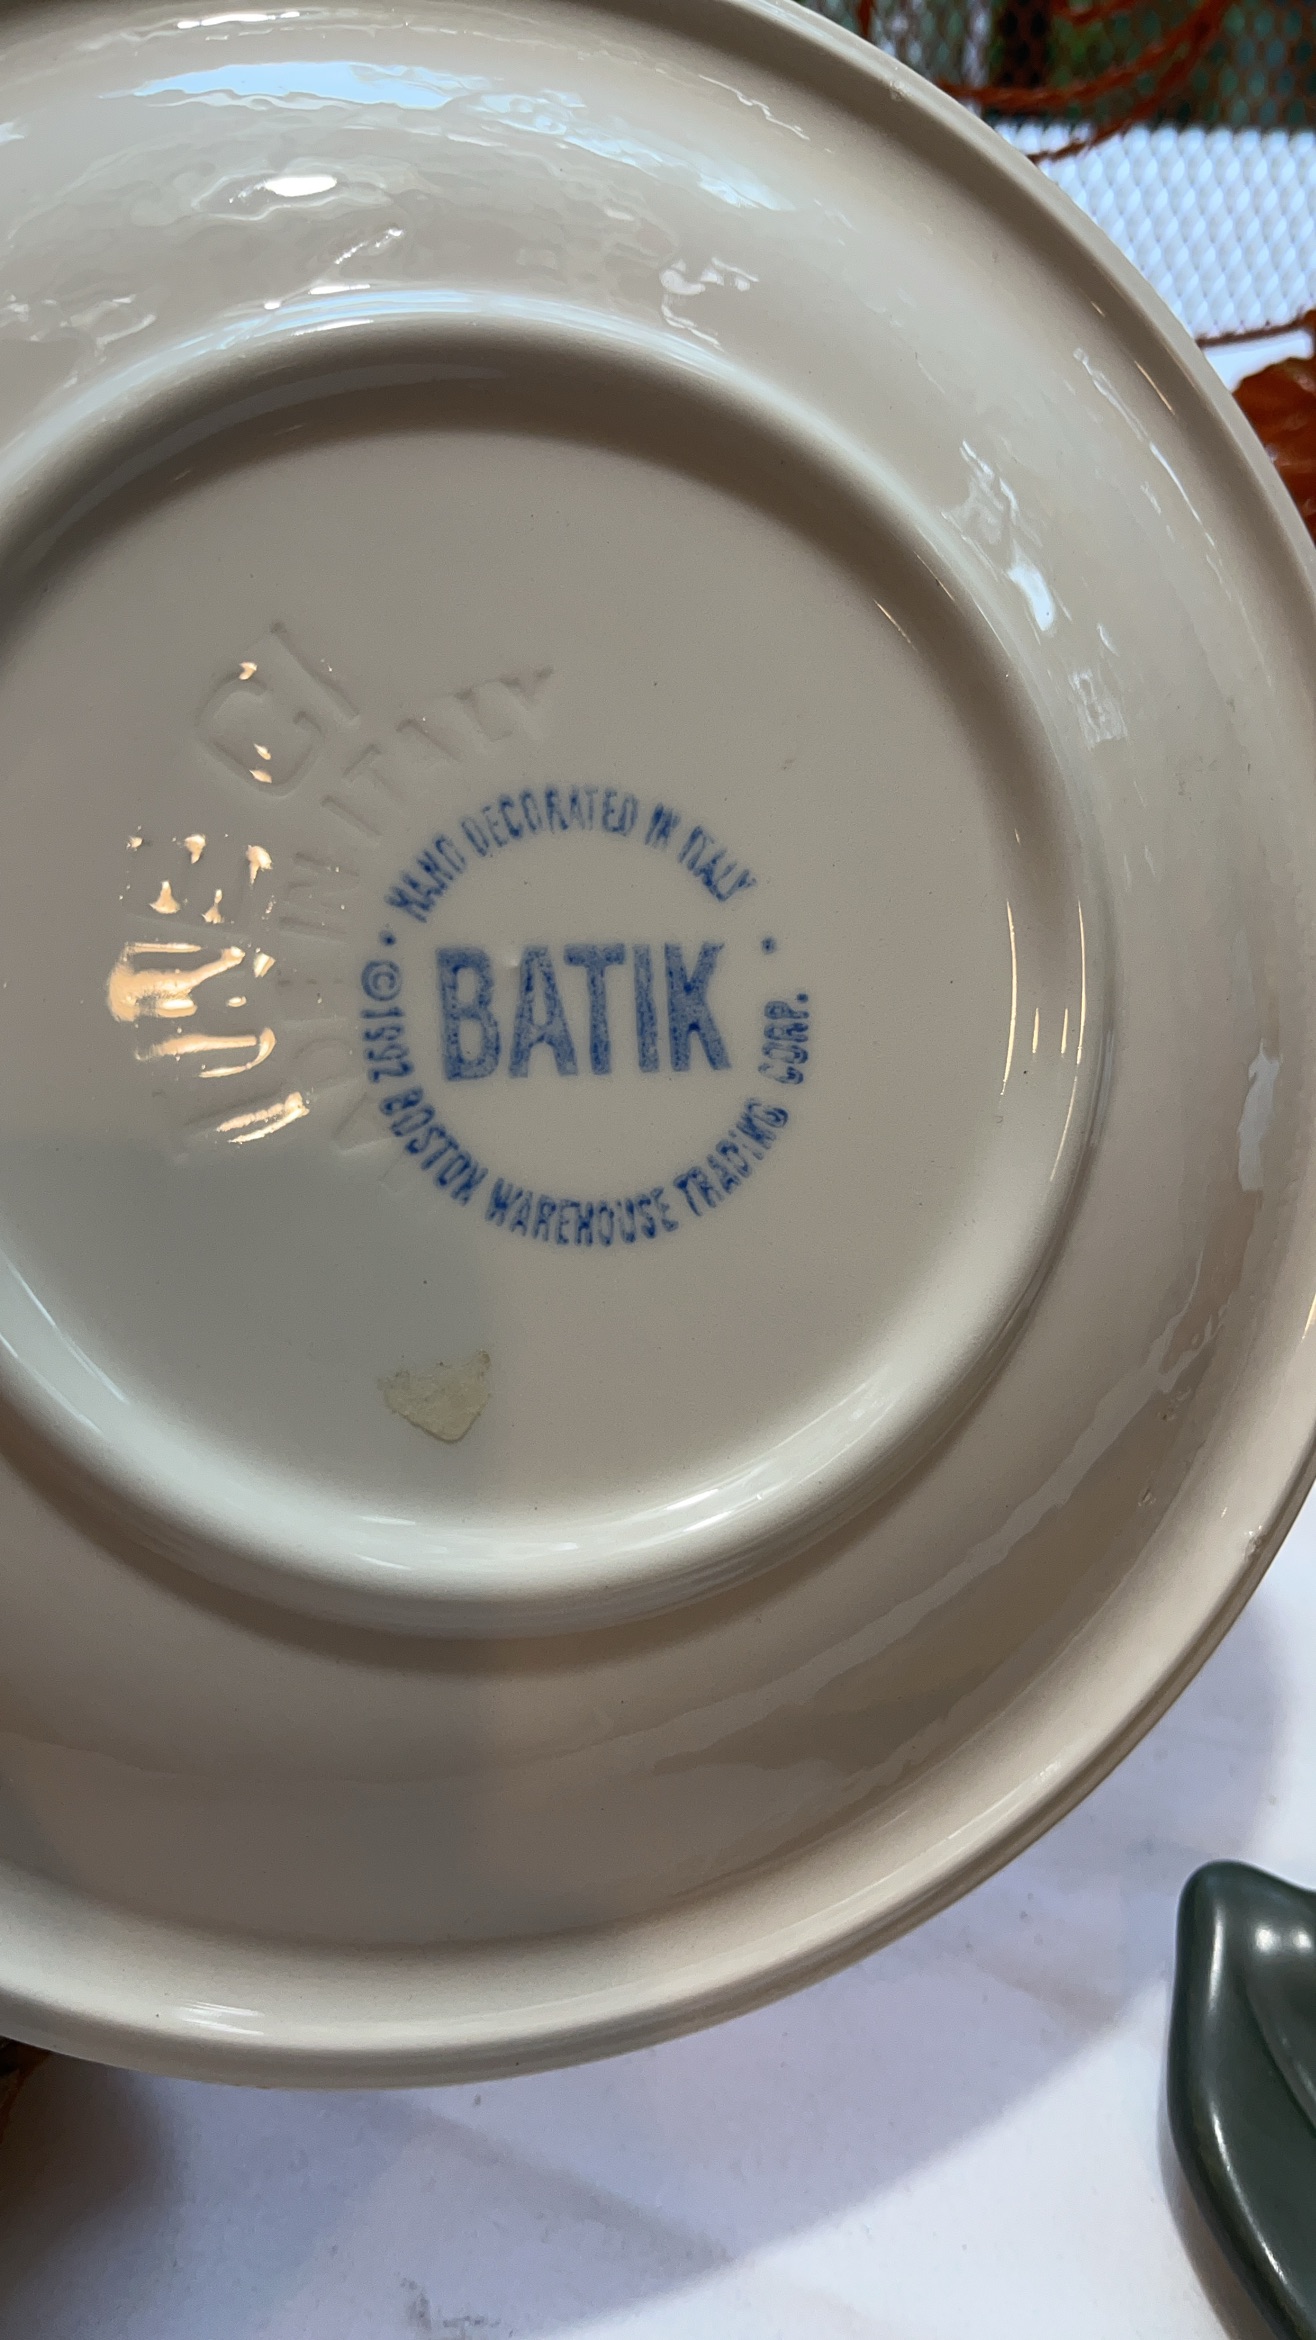 HAND DECORATED IN ITALY
BATIK
©1992 BOSTON WAREHOUSE TRADING CORP.
IN ITALY